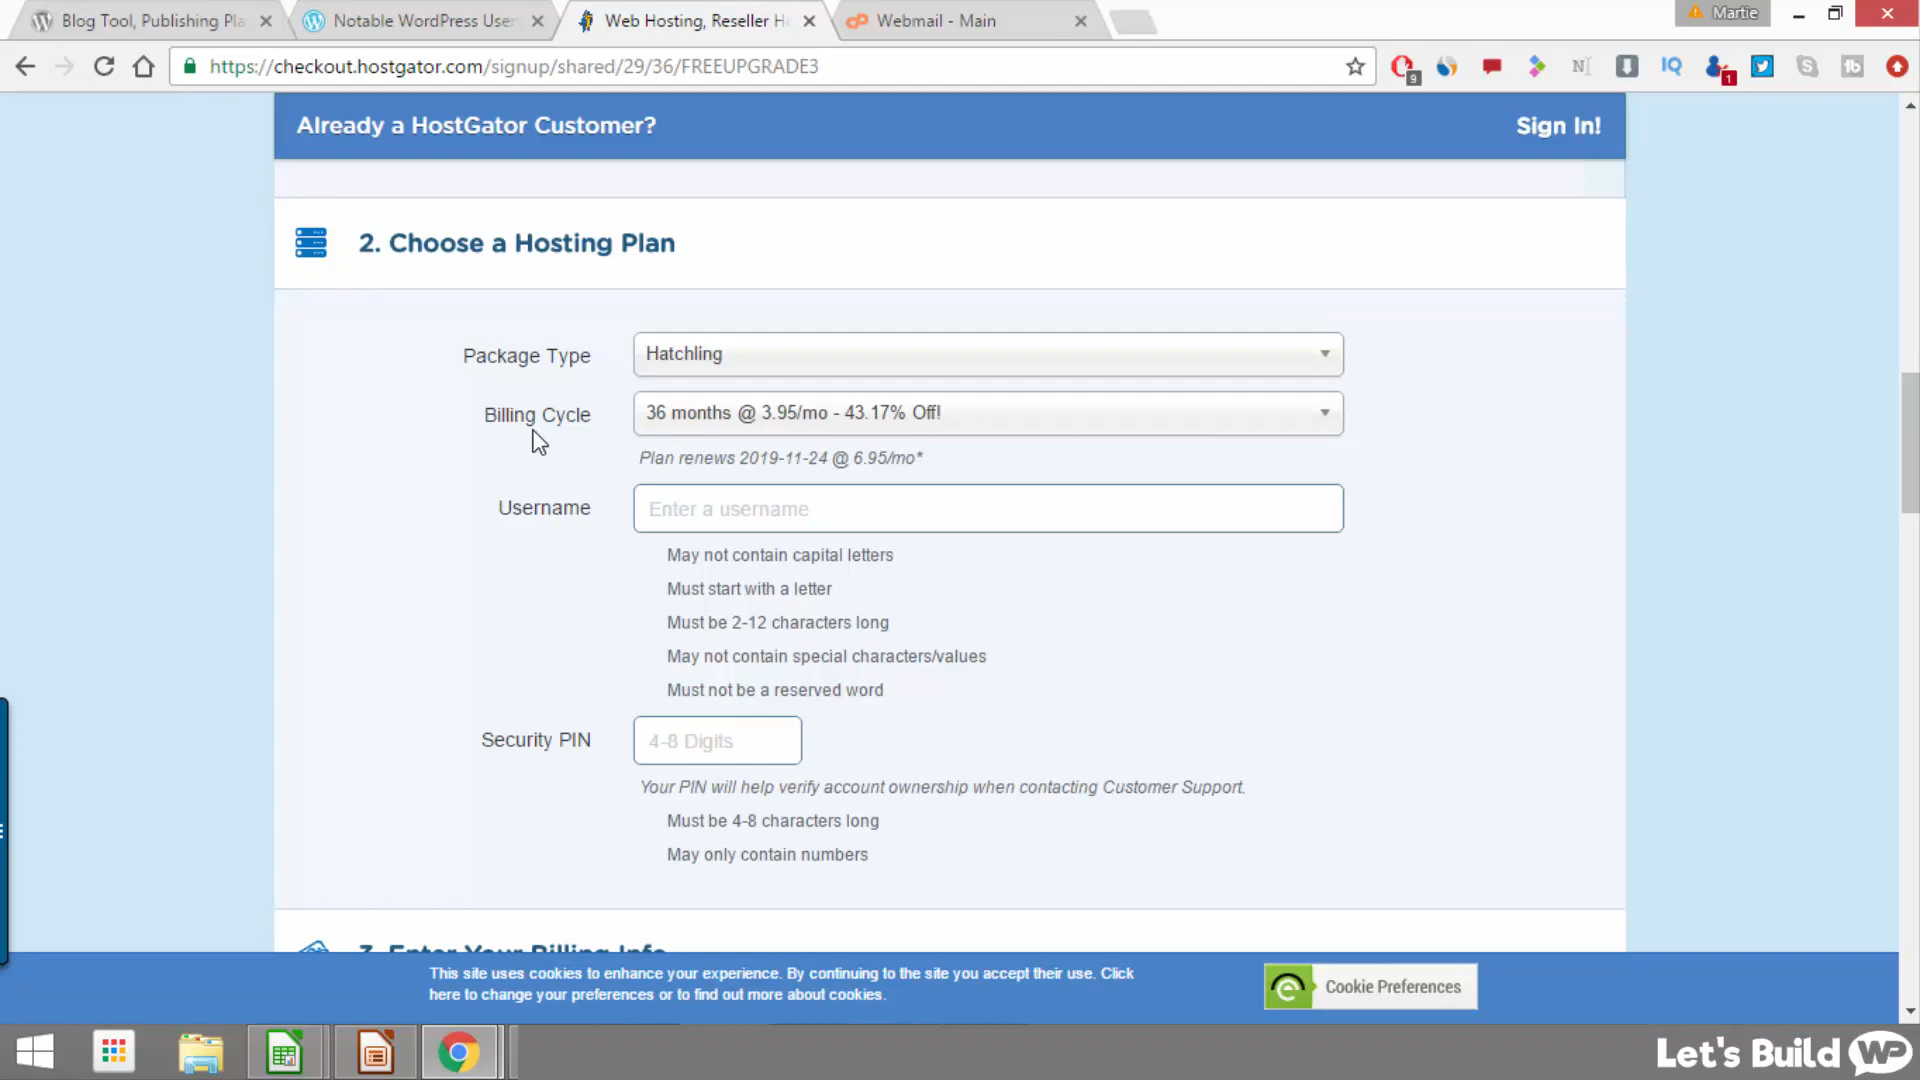 Blog Tool, Publishing Pla
Notable WordPress User
Web Hosting, Reseller H
Webmail - Main
Martie
https://checkout.hostgator.com/signup/shared/29/36/FREEUPGRADE3
9
N
IQ
1
Already a HostGator Customer?
Sign In!
2. Choose a Hosting Plan
Package Type
Hatchling
Billing Cycle
36 months @ 3.95/mo - 43.17% Off!
Plan renews 2019-11-24 @ 6.95/mo*
Username
Enter a username
May not contain capital letters
Must start with a letter
Must be 2-12 characters long
May not contain special characters/values
Must not be a reserved word
Security PIN
4-8 Digits
Your PIN will help verify account ownership when contacting Customer Support.
Must be 4-8 characters long
May only contain numbers
3. Enter Your Billing Info
This site uses cookies to enhance your experience. By continuing to the site you accept their use. Click
here to change your preferences or to find out more about cookies.
Cookie Preferences
Let's Build WP